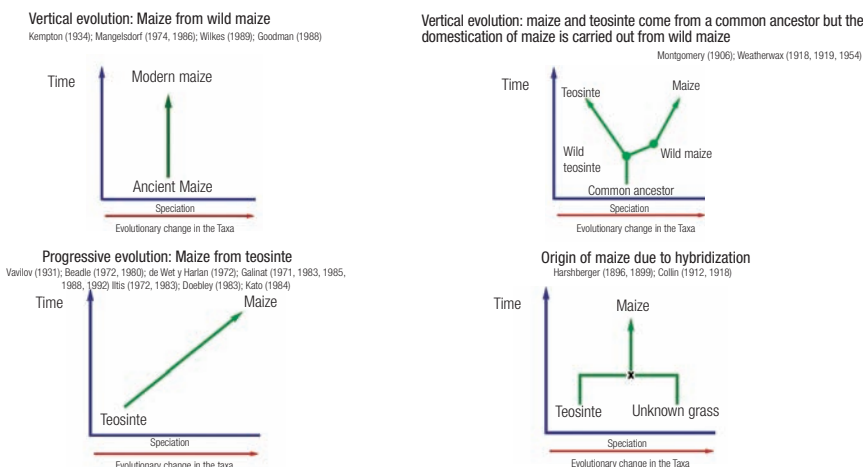 Vertical evolution: Maize from wild maize
Kempton (1934); Mangelsdorf (1974, 1986); Wilkes (1989); Goodman (1988)
Time
Modern maize
Ancient Maize
Speciation
Evolutionary change in the Taxa
Vertical evolution: maize and teosinte come from a common ancestor but the
domestication of maize is carried out from wild maize
Montgomery (1906); Weatherwax (1918, 1919, 1954)
Time
Teosinte
Maize
Wild
teosinte
Wild maize
Common ancestor
Speciation
Evolutionary change in the Taxa
Progressive evolution: Maize from teosinte
Vavilov (1931); Beadle (1972, 1980); de Wet y Harlan (1972); Galinat (1971, 1983, 1985,
1988, 1992) Iltis (1972, 1983); Doebley (1983); Kato (1984)
Time
Maize
Teosinte
Speciation
Evolutionary change in the taxa
Origin of maize due to hybridization
Harshberger (1896, 1899); Collin (1912, 1918)
Time
Maize
x
Teosinte
Unknown grass
Speciation
Evolutionary change in the Taxa